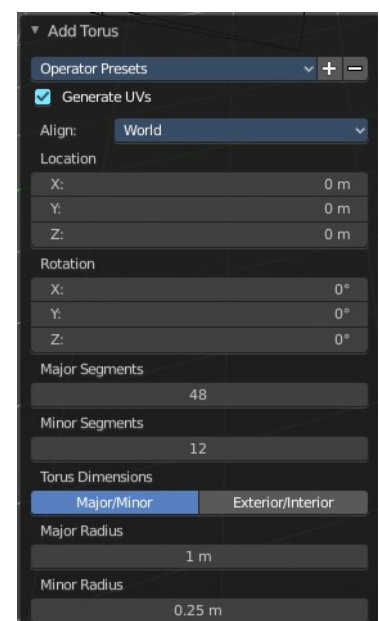 Add Torus
Operator Presets
Generate UVs
Align: World
Location
X: 0 m
Y: 0 m
Z: 0 m
Rotation
X: 0°
Y: 0°
Z: 0°
Major Segments
48
Minor Segments
12
Torus Dimensions
Major/Minor Exterior/Interior
Major Radius
1 m
Minor Radius
0.25 m